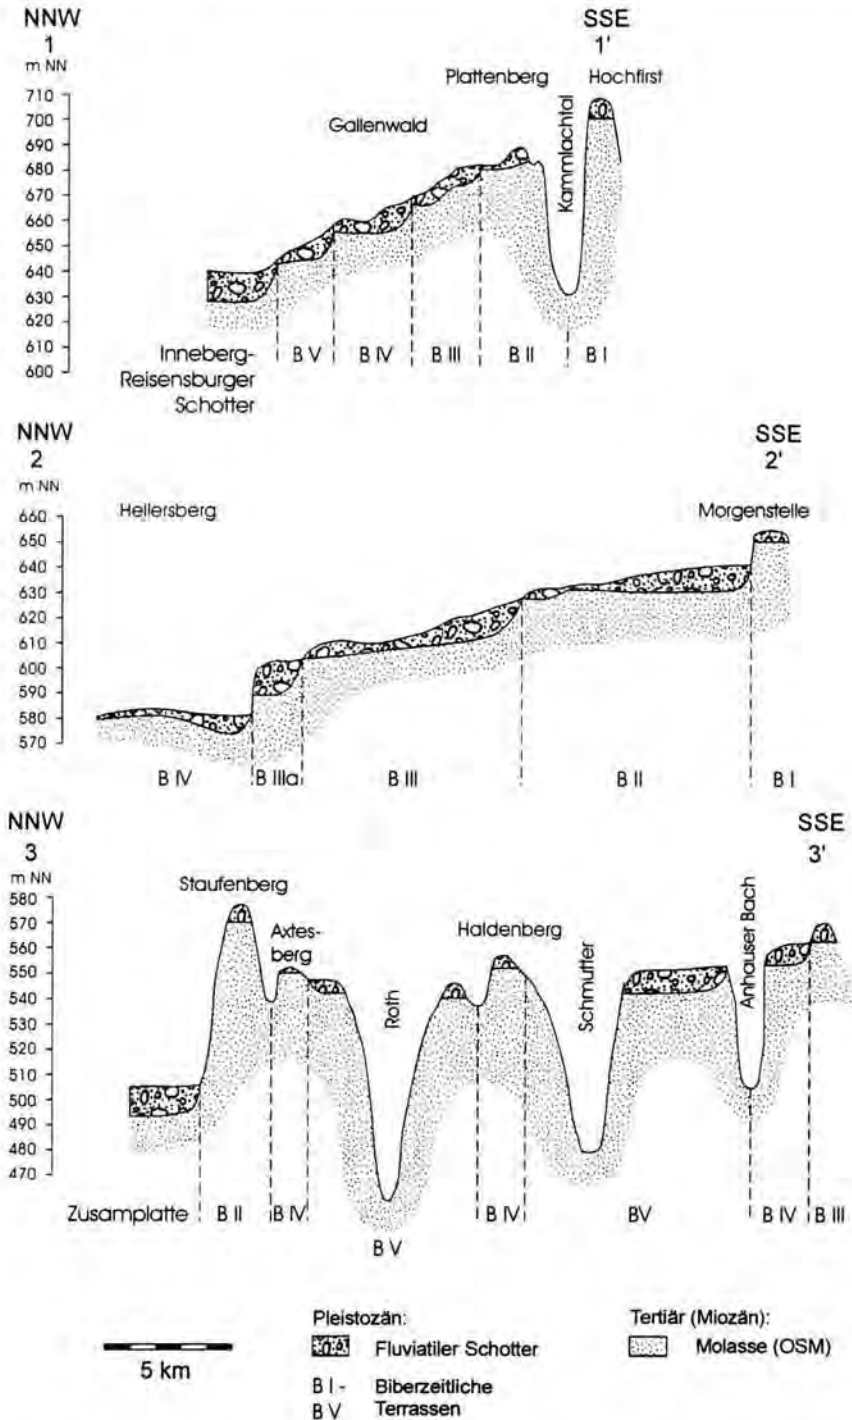 NNW SSE
1 1'
m NN
Plattenberg Hochfirst
710
700
Gallenwald
690
Kammlachtal
680
670
660
650
640
630
620
610
600
Inneberg- B V B IV B III B II B I
Reisensburger
Schotter
NNW SSE
2 2'
m NN
Hellersberg Morgenstelle
660
650
640
630
620
610
600
590
580
570
B IV B IIIa B III B II B I
NNW SSE
3 3'
m NN
Staufenberg
580
570
Axtes-
berg
Haldenberg
Anhauser Bach
560
550
540
Roth
Schmutter
530
520
510
500
490
480
470
Zusamplatte B II B IV B IV BV B IV B III
B V
Pleistozän: Tertiär (Miozän):
Fluviatiler Schotter Molasse (OSM)
5 km
B I - Biberzeitliche
B V Terrassen